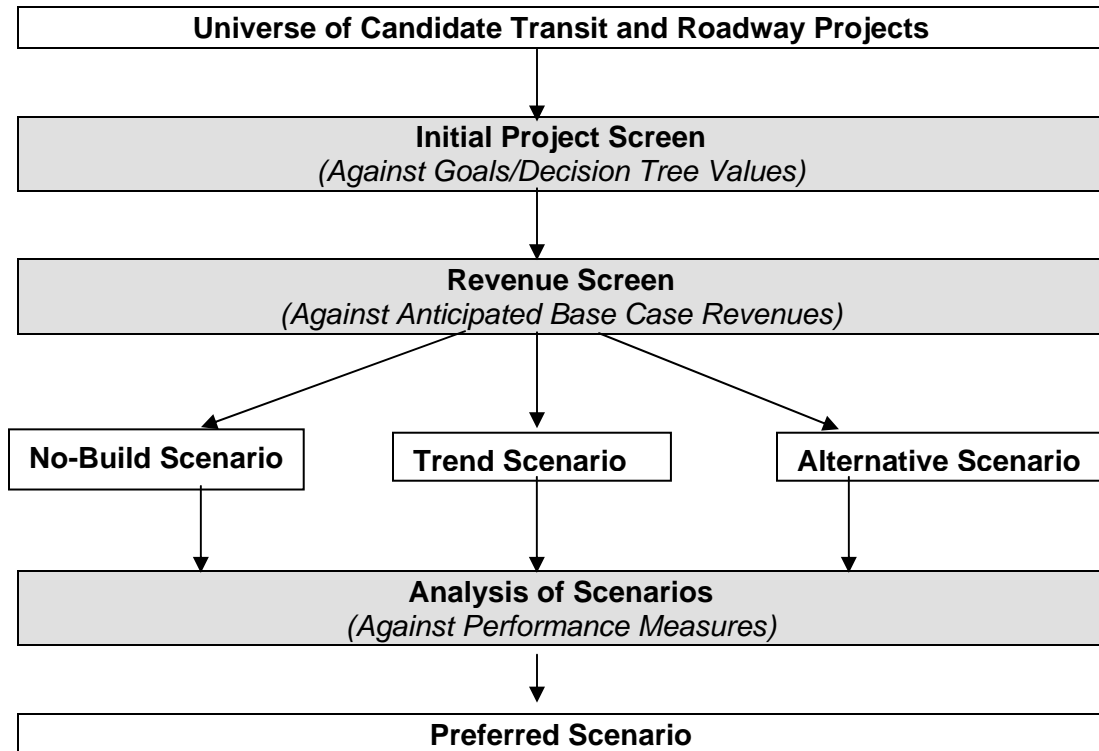 Universe of Candidate Transit and Roadway Projects
Initial Project Screen
(Against Goals/Decision Tree Values)
Revenue Screen
(Against Anticipated Base Case Revenues)
No-Build Scenario
Trend Scenario
Alternative Scenario
Analysis of Scenarios
(Against Performance Measures)
Preferred Scenario